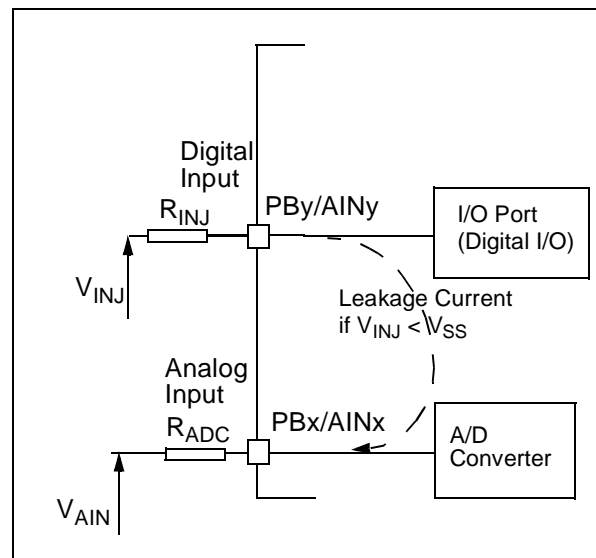 Digital
Input
R_INJ
PBy/AINy
I/O Port
(Digital I/O)
V_INJ
Leakage Current
if V_INJ < V_SS
Analog
Input
R_ADC
PBx/AINx
A/D
Converter
V_AIN